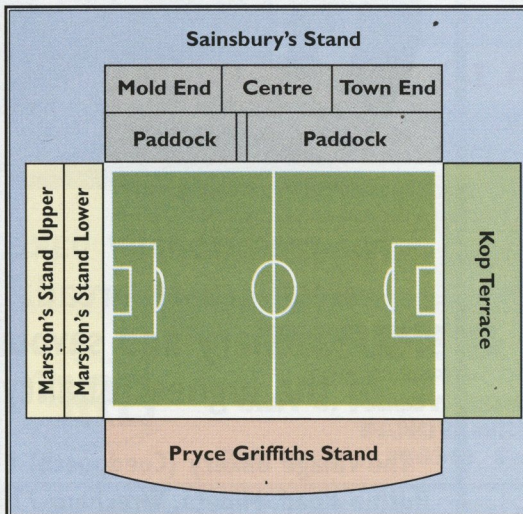 Sainsbury's Stand
Mold End
Centre
Town End
Paddock
Paddock
Marston's Stand Upper
Marston's Stand Lower
Kop Terrace
Pryce Griffiths Stand